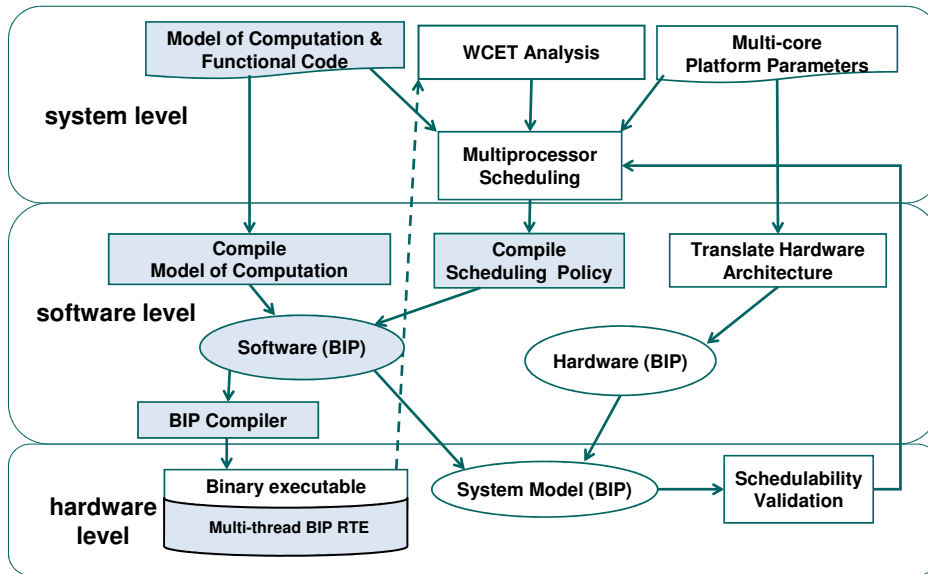 Model of Computation &
Functional Code
WCET Analysis
Multi-core
Platform Parameters
system level
Multiprocessor
Scheduling
Compile
Model of Computation
Compile
Scheduling Policy
Translate Hardware
Architecture
software level
Software (BIP)
Hardware (BIP)
BIP Compiler
Binary executable
System Model (BIP)
Schedulability
Validation
hardware
level
Multi-thread BIP RTE